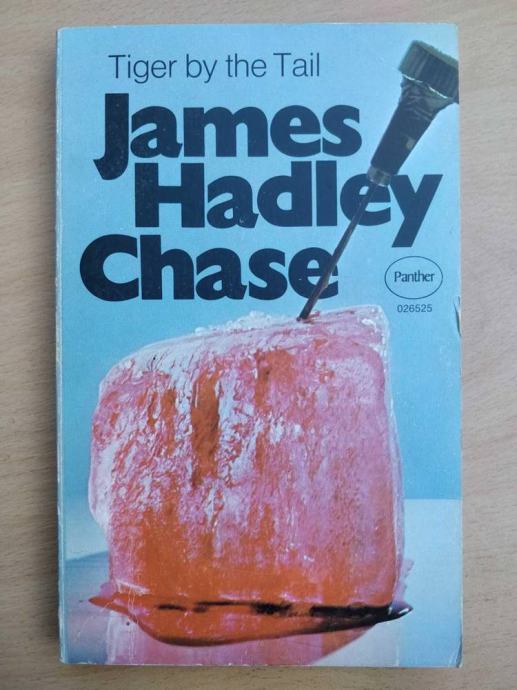 Tiger by the Tail
James
Hadley
Chase
Panther
026525